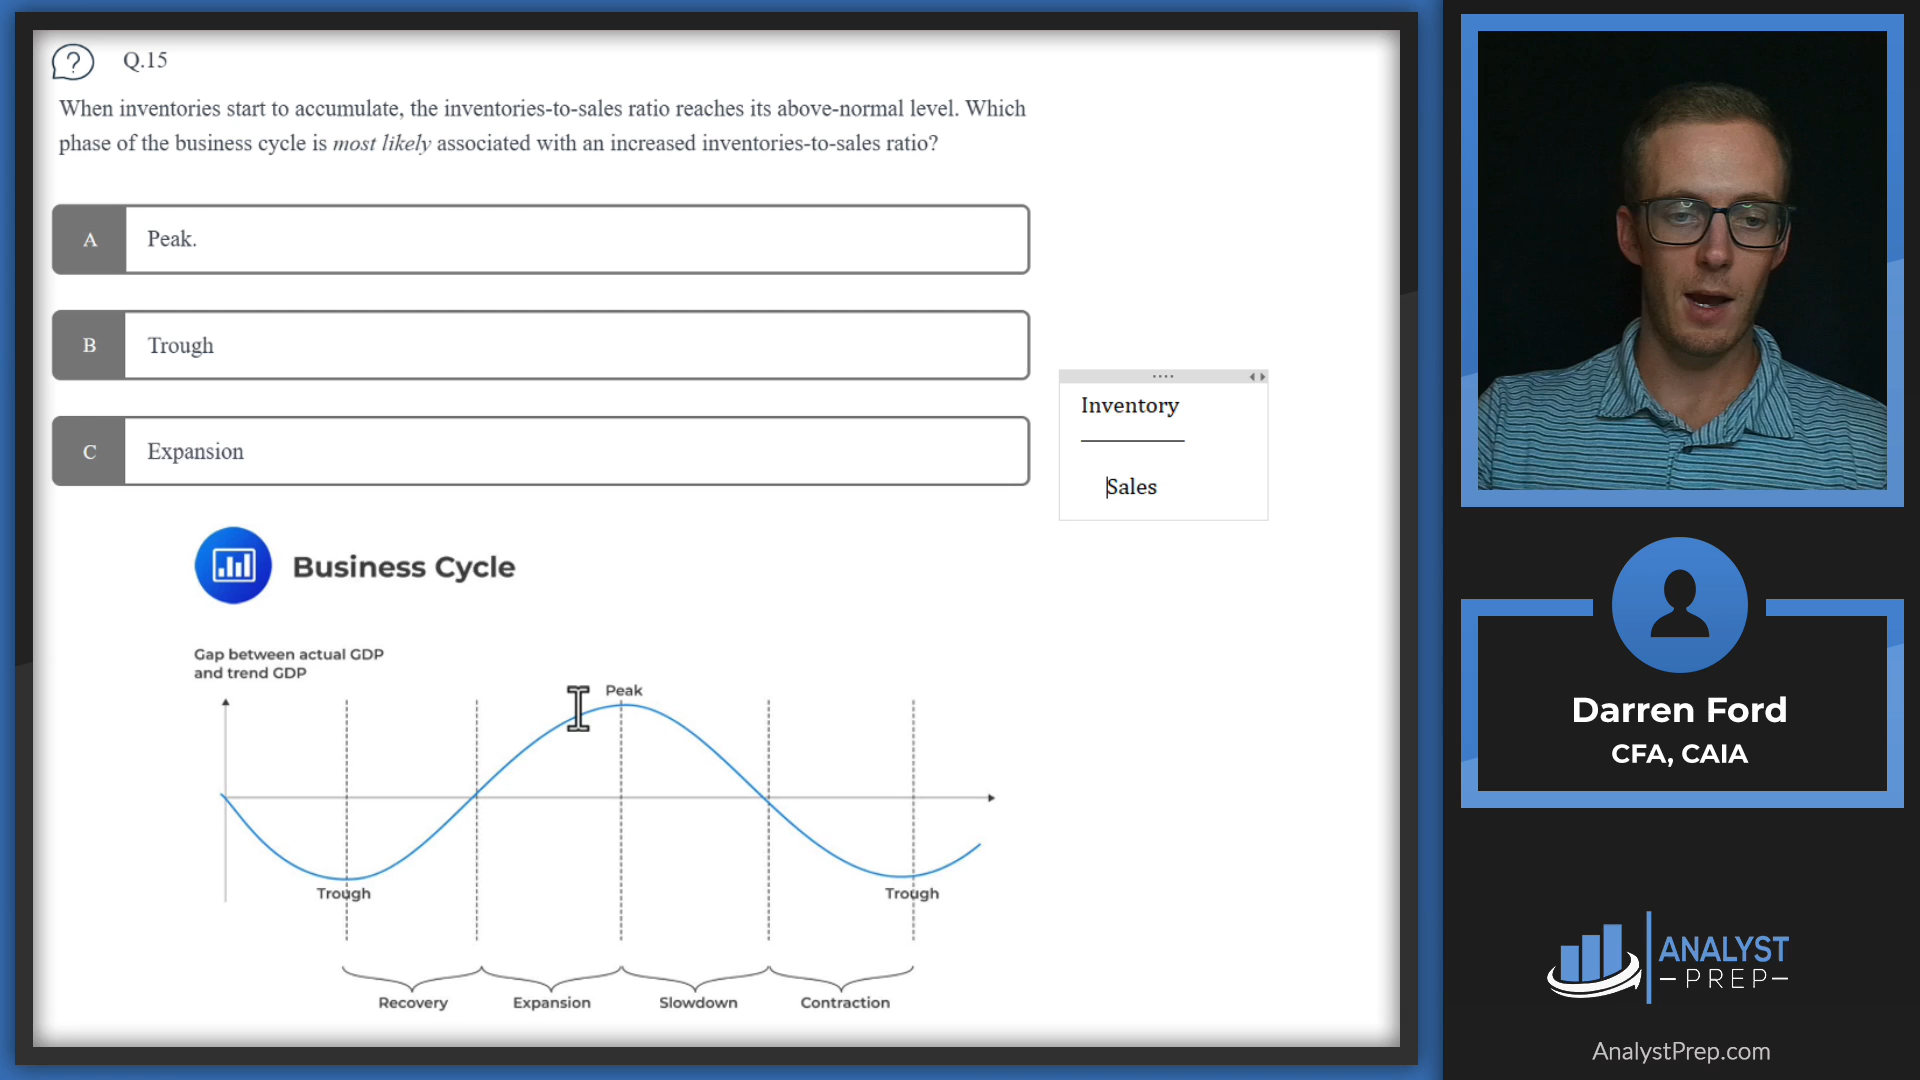 Q.15
When inventories start to accumulate, the inventories-to-sales ratio reaches its above-normal level. Which
phase of the business cycle is most likely associated with an increased inventories-to-sales ratio?
A
Peak.
B
Trough
C
Expansion
Inventory
Sales
Business Cycle
Gap between actual GDP
and trend GDP
Peak
Trough
Trough
Recovery
Expansion
Slowdown
Contraction
Darren Ford
CFA, CAIA
ANALYST
PREP
AnalystPrep.com